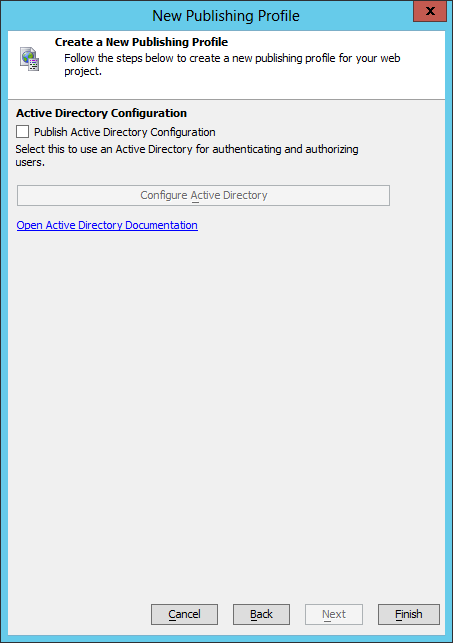 New Publishing Profile
x
Create a New Publishing Profile
Follow the steps below to create a new publishing profile for your web
project.
Active Directory Configuration
Publish Active Directory Configuration
Select this to use an Active Directory for authenticating and authorizing
users.
Configure Active Directory
Open Active Directory Documentation
Cancel Back Next Finish